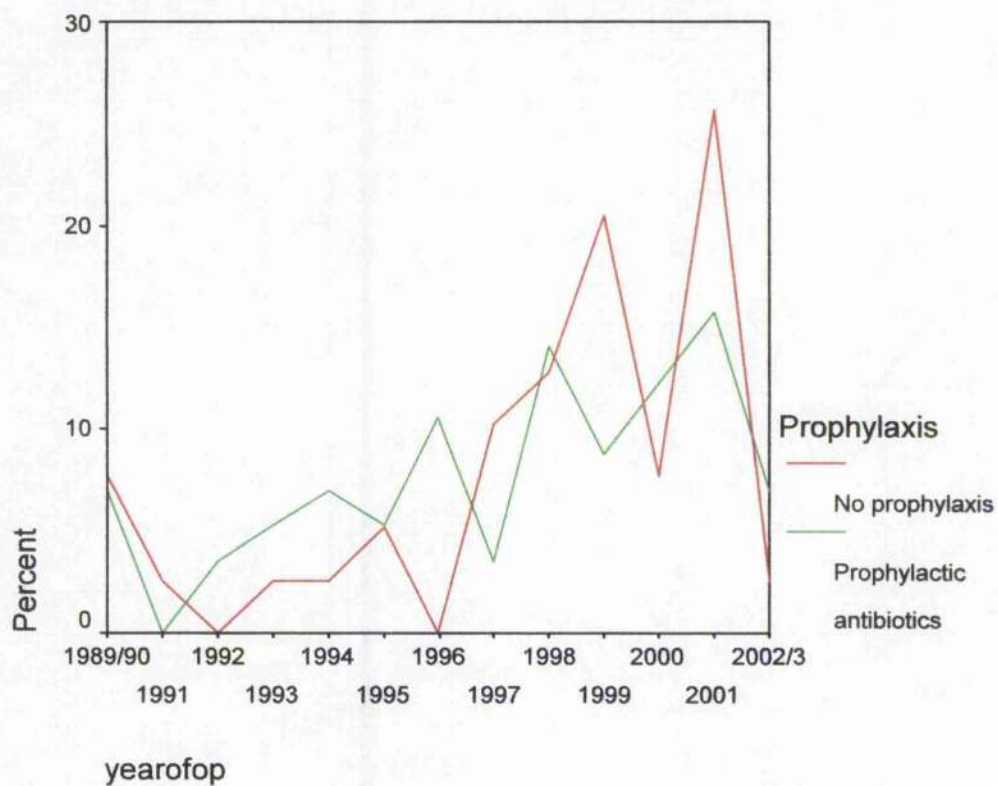 30
20
10
0
Percent
1989/90 1992 1994 1996 1998 2000 2002/3
1991 1993 1995 1997 1999 2001
yearofop
Prophylaxis
No prophylaxis
Prophylactic
antibiotics